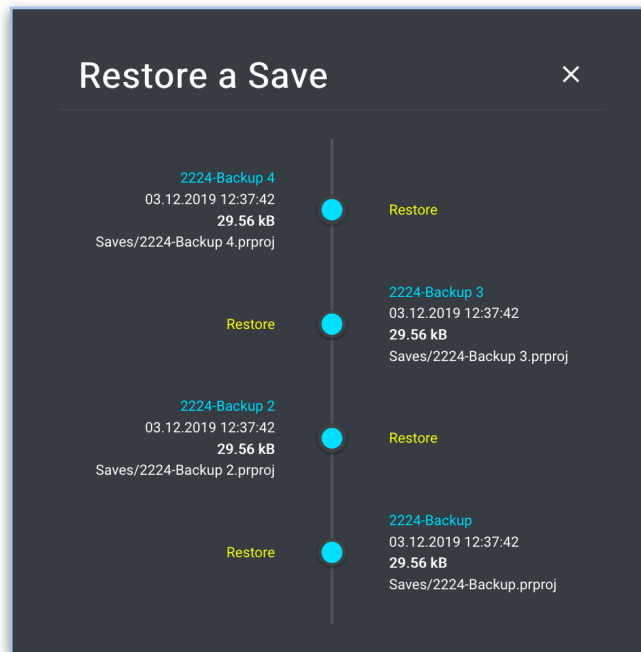 Restore a Save
2224-Backup 4
03.12.2019 12:37:42
29.56 kB
Saves/2224-Backup 4.prproj
Restore
2224-Backup 3
03.12.2019 12:37:42
29.56 kB
Saves/2224-Backup 3.prproj
Restore
2224-Backup 2
03.12.2019 12:37:42
29.56 kB
Saves/2224-Backup 2.prproj
Restore
2224-Backup
03.12.2019 12:37:42
29.56 kB
Saves/2224-Backup.prproj
Restore